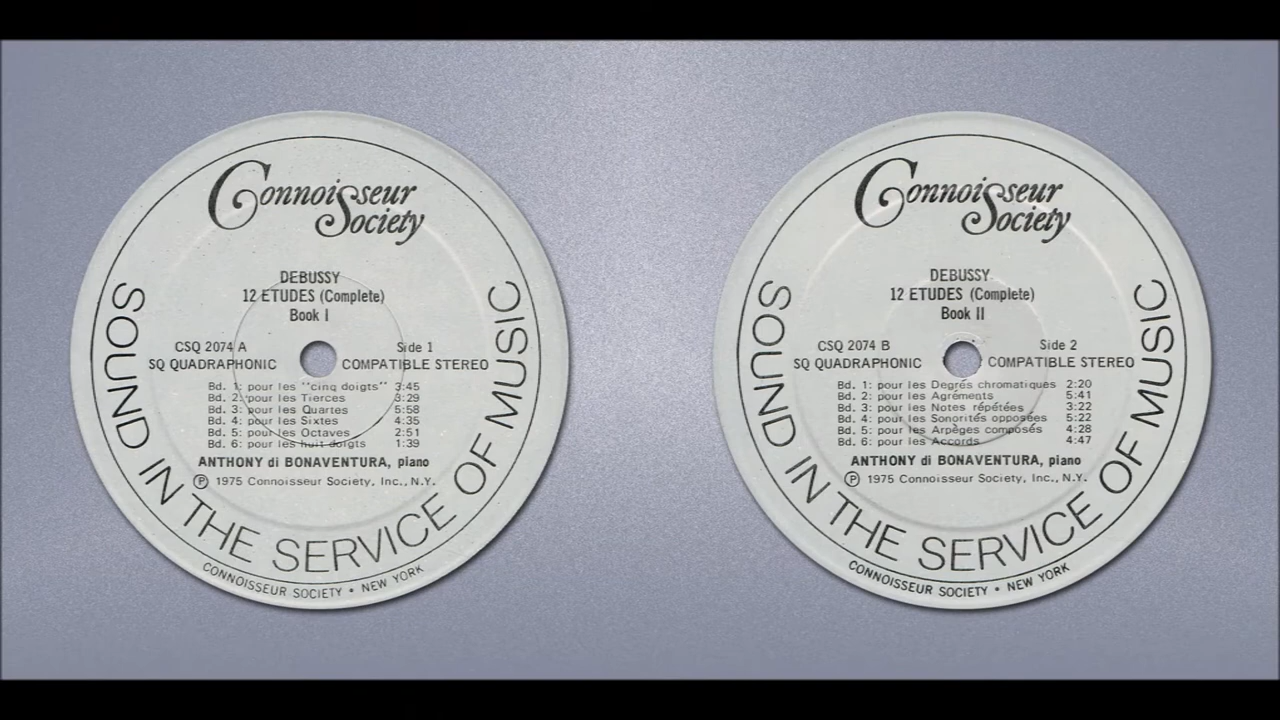 Connoisseur
Society
DEBUSSY
12 ETUDES (Complete)
Book I
CSQ 2074 A
Side 1
SQ QUADRAPHONIC
COMPATIBLE STEREO
Bd. 1: pour les "cinq doigts" 3:45
Bd. 2: pour les Tierces 3:29
Bd. 3: pour les Quartes 5:58
Bd. 4: pour les Sixtes 4:35
Bd. 5: pour les Octaves 2:51
Bd. 6: pour les huit doigts 1:39
ANTHONY di BONAVENTURA, piano
Ⓟ 1975 Connoisseur Society, Inc., N.Y.
SOUND IN THE SERVICE OF MUSIC
CONNOISSEUR SOCIETY • NEW YORK
Connoisseur
Society
DEBUSSY
12 ETUDES (Complete)
Book II
CSQ 2074 B
Side 2
SQ QUADRAPHONIC
COMPATIBLE STEREO
Bd. 1: pour les Degrés chromatiques 2:20
Bd. 2: pour les Agréments 5:41
Bd. 3: pour les Notes répétées 3:22
Bd. 4: pour les Sonorités opposées 5:22
Bd. 5: pour les Arpèges composés 4:28
Bd. 6: pour les Accords 4:47
ANTHONY di BONAVENTURA, piano
Ⓟ 1975 Connoisseur Society, Inc., N.Y.
SOUND IN THE SERVICE OF MUSIC
CONNOISSEUR SOCIETY • NEW YORK